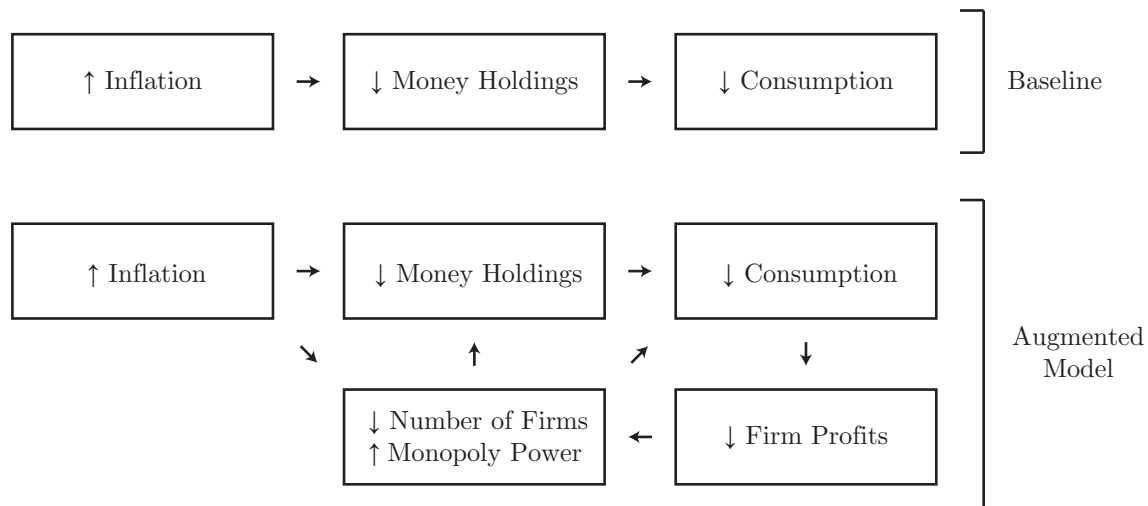 ↑ Inflation
↓ Money Holdings
↓ Consumption
Baseline
↑ Inflation
↓ Money Holdings
↓ Consumption
Augmented
Model
↓ Number of Firms
↑ Monopoly Power
↓ Firm Profits